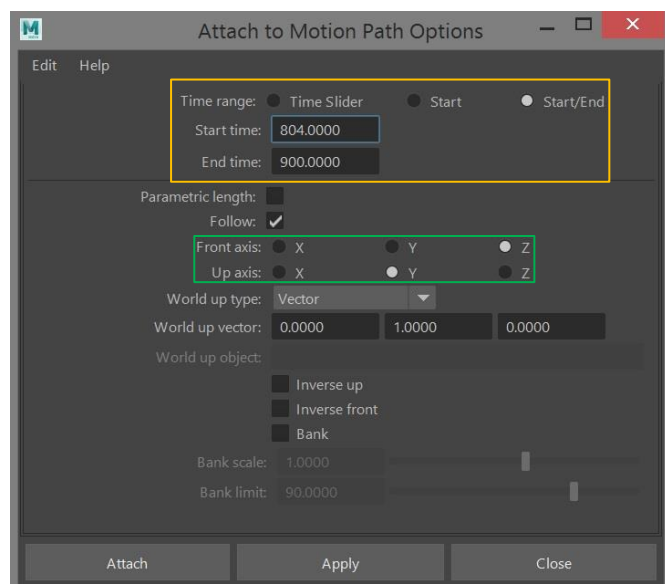 Attach to Motion Path Options
Edit Help
Time range: Time Slider Start Start/End
Start time: 804.0000
End time: 900.0000
Parametric length:
Follow:
Front axis: X Y Z
Up axis: X Y Z
World up type: Vector
World up vector: 0.0000 1.0000 0.0000
World up object:
Inverse up
Inverse front
Bank
Bank scale: 1.0000
Bank limit: 90.0000
Attach Apply Close